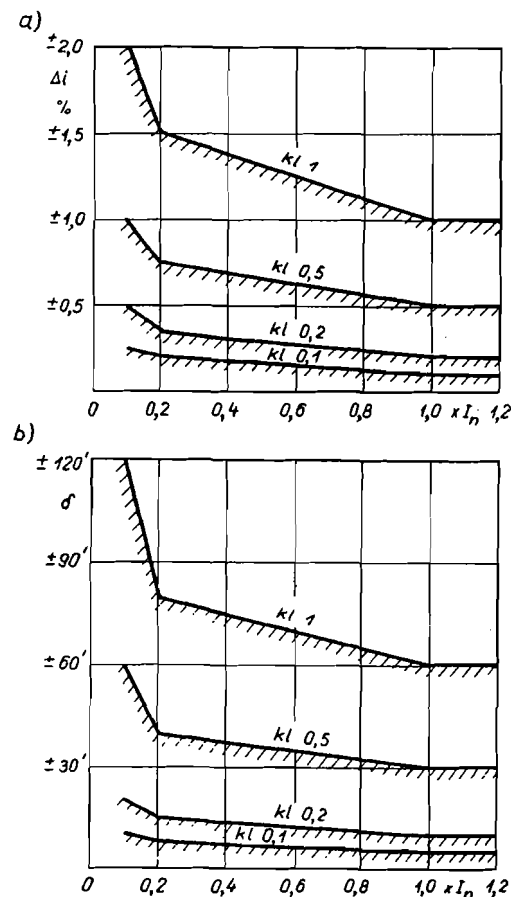 a)
±2,0
Δi
%
±1,5
±1,0
±0,5
kl 1
kl 0,5
kl 0,2
kl 0,1
0 0,2 0,4 0,6 0,8 1,0 xIn 1,2
b)
±120'
δ
±90'
±60'
±30'
kl 1
kl 0,5
kl 0,2
kl 0,1
0 0,2 0,4 0,6 0,8 1,0 xIn 1,2